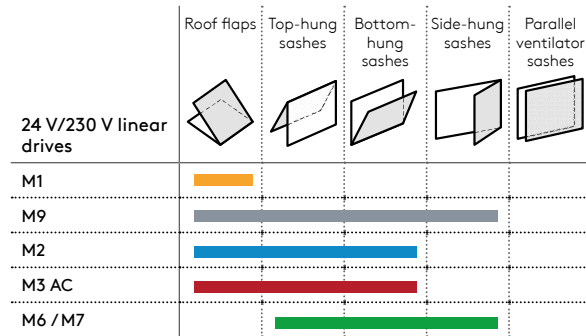 Roof flaps
Top-hung
sashes
Bottom-
hung
sashes
Side-hung
sashes
Parallel
ventilator
sashes
24 V/230 V linear
drives
M1
M9
M2
M3 AC
M6 / M7